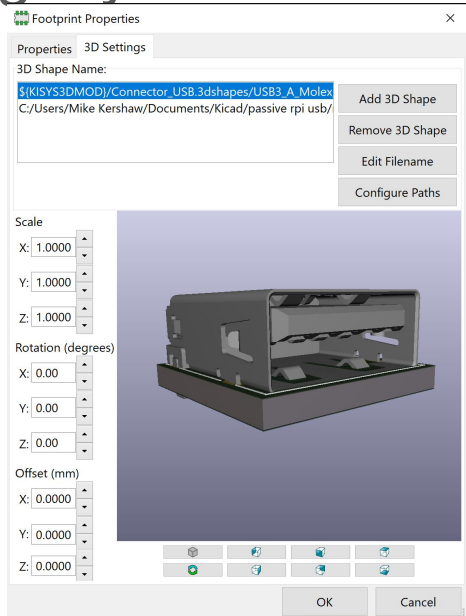 Footprint Properties
Properties 3D Settings
3D Shape Name:
${KISYS3DMOD}/Connector_USB.3dshapes/USB3_A_Molex
C:/Users/Mike Kershaw/Documents/Kicad/passive rpi usb/
Add 3D Shape
Remove 3D Shape
Edit Filename
Configure Paths
Scale
X: 1.0000
Y: 1.0000
Z: 1.0000
Rotation (degrees)
X: 0.00
Y: 0.00
Z: 0.00
Offset (mm)
X: 0.0000
Y: 0.0000
Z: 0.0000
OK Cancel